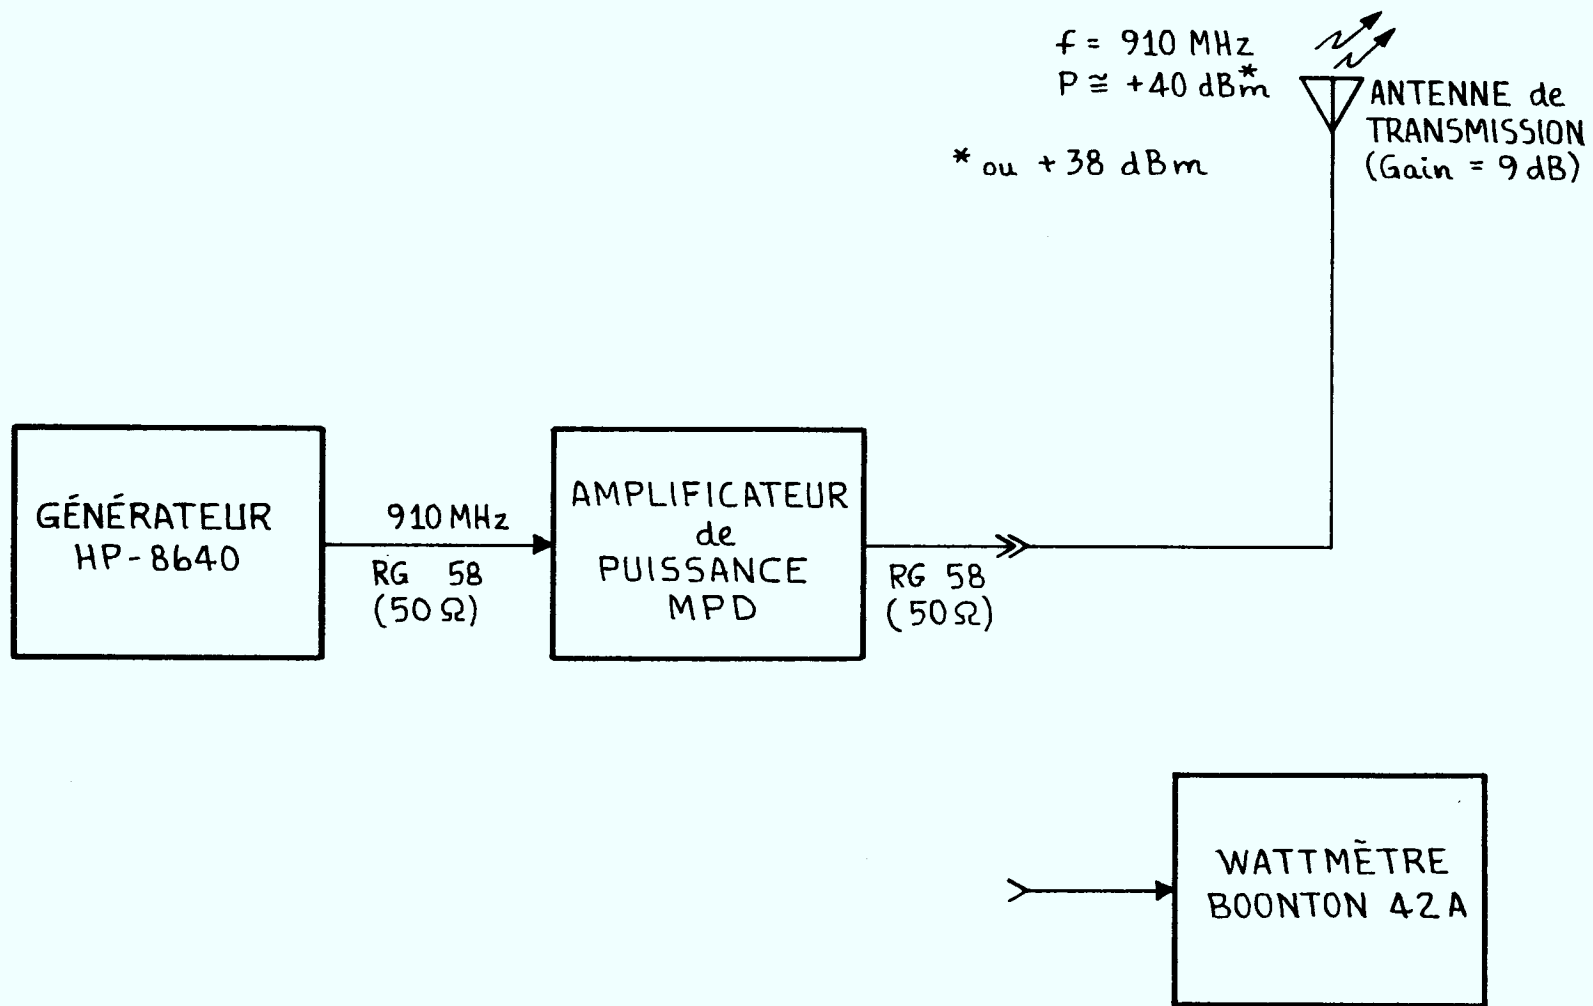 f = 910 MHz
P ≅ +40 dBm*
* ou +38 dBm
ANTENNE de
TRANSMISSION
(Gain = 9 dB)
GÉNÉRATEUR
HP-8640
910 MHz
RG 58
(50 Ω)
AMPLIFICATEUR
de
PUISSANCE
MPD
RG 58
(50 Ω)
WATTMÈTRE
BOONTON 42 A